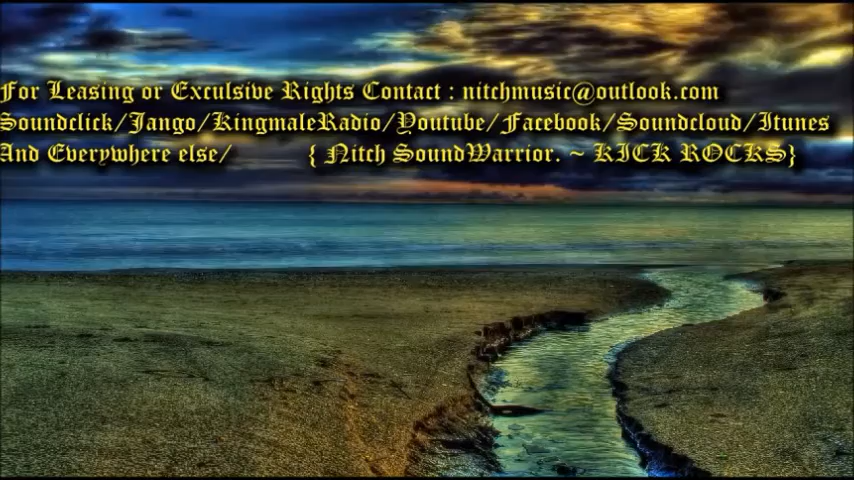 For Leasing or Exculsive Rights Contact : nitchmusic@outlook.com
Soundclick/Jango/KingmaleRadio/Youtube/Facebook/Soundcloud/Itunes
And Everywhere else/ { Nitch SoundWarrior. ~ KICK ROCKS}